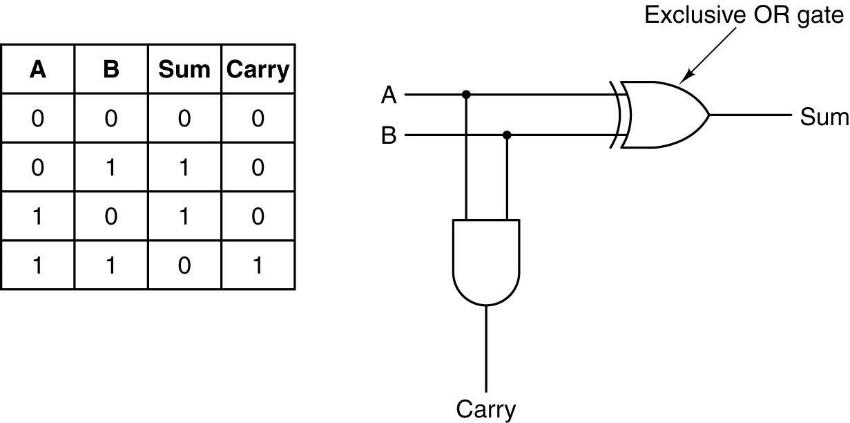 A B Sum Carry
0 0 0 0
0 1 1 0
1 0 1 0
1 1 0 1
Exclusive OR gate
A
B
Sum
Carry